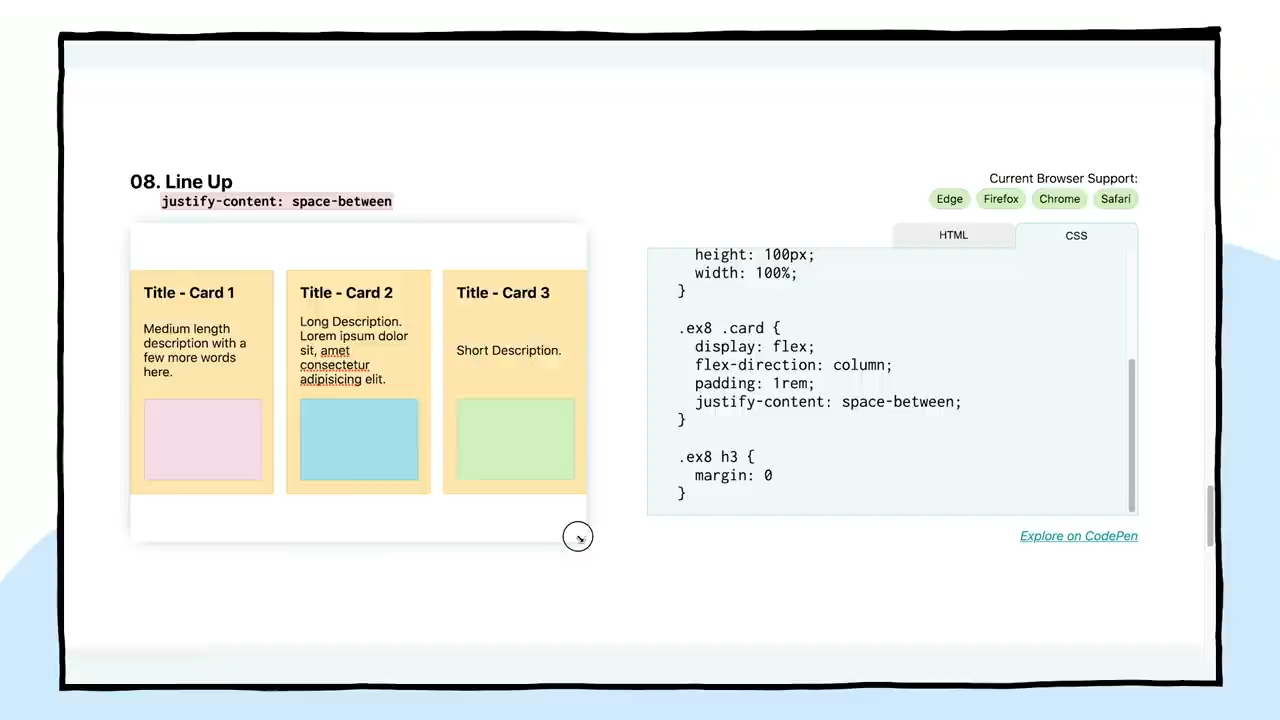 08. Line Up
justify-content: space-between
Title - Card 1
Medium length
description with a
few more words
here.
Title - Card 2
Long Description.
Lorem ipsum dolor
sit, amet
consectetur
adipisicing elit.
Title - Card 3
Short Description.
Current Browser Support:
Edge Firefox Chrome Safari
HTML CSS
height: 100px;
width: 100%;
}
.ex8 .card {
display: flex;
flex-direction: column;
padding: 1rem;
justify-content: space-between;
}
.ex8 h3 {
margin: 0
}
Explore on CodePen